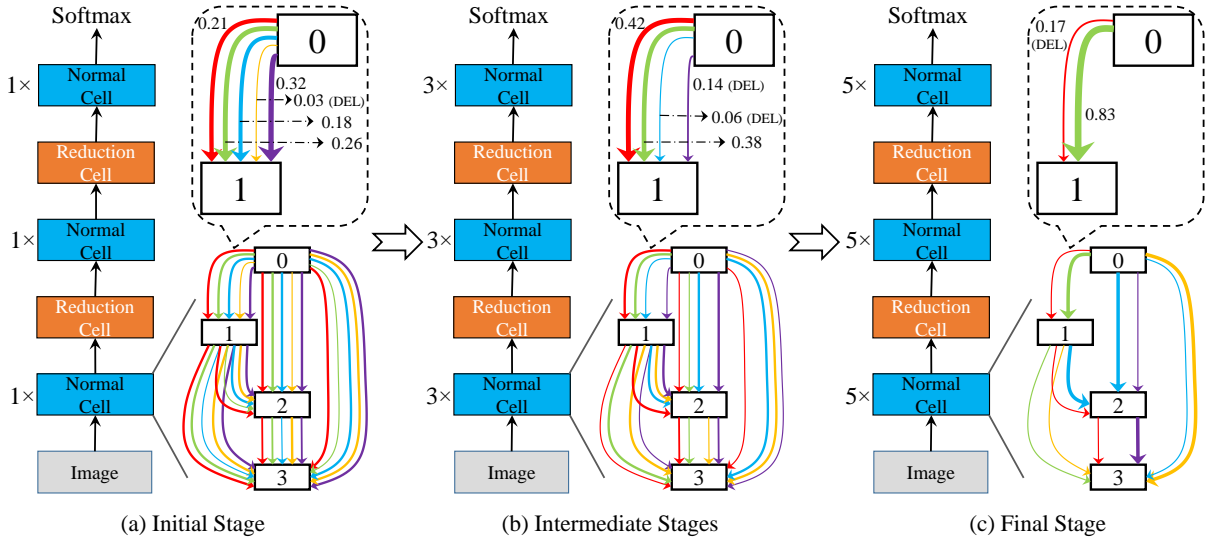 Softmax
1× Normal Cell
Reduction Cell
1× Normal Cell
Reduction Cell
1× Normal Cell
Image
0.21
0
0.32
0.03 (DEL)
0.18
0.26
1
0
1
2
3
(a) Initial Stage
Softmax
3× Normal Cell
Reduction Cell
3× Normal Cell
Reduction Cell
3× Normal Cell
Image
0.42
0
0.14 (DEL)
0.06 (DEL)
0.38
1
0
1
2
3
(b) Intermediate Stages
Softmax
5× Normal Cell
Reduction Cell
5× Normal Cell
Reduction Cell
5× Normal Cell
Image
0.17
(DEL)
0
0.83
1
0
1
2
3
(c) Final Stage